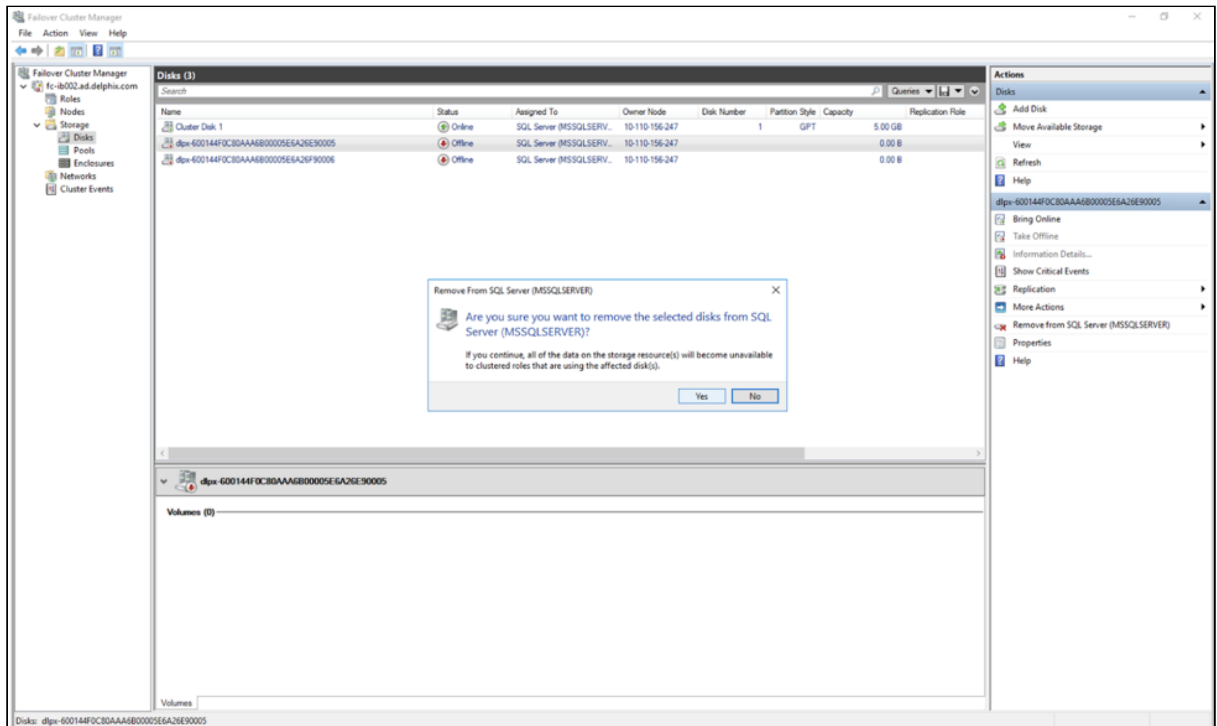 Failover Cluster Manager
File Action View Help
Failover Cluster Manager
fc-ib002.ad.delphix.com
Roles
Nodes
Storage
Disks
Pools
Enclosures
Networks
Cluster Events
Disks (3)
Search
Queries
Name Status Assigned To Owner Node Disk Number Partition Style Capacity Replication Role
Cluster Disk 1 Online SQL Server (MSSQLSERV... 10-110-156-247 1 GPT 5.00 GB
dlpx-600144F0C80AAA6B00005E6A26E90005 Offline SQL Server (MSSQLSERV... 10-110-156-247 0.00 B
dlpx-600144F0C80AAA6B00005E6A26F90006 Offline SQL Server (MSSQLSERV... 10-110-156-247 0.00 B
Remove From SQL Server (MSSQLSERVER)
Are you sure you want to remove the selected disks from SQL
Server (MSSQLSERVER)?
If you continue, all of the data on the storage resource(s) will become unavailable
to clustered roles that are using the affected disk(s).
Yes No
dlpx-600144F0C80AAA6B00005E6A26E90005
Volumes (0)
Volumes
Actions
Disks
Add Disk
Move Available Storage
View
Refresh
Help
dlpx-600144F0C80AAA6B00005E6A26E90005
Bring Online
Take Offline
Information Details...
Show Critical Events
Replication
More Actions
Remove from SQL Server (MSSQLSERVER)
Properties
Help
Disks: dlpx-600144F0C80AAA6B00005E6A26E90005